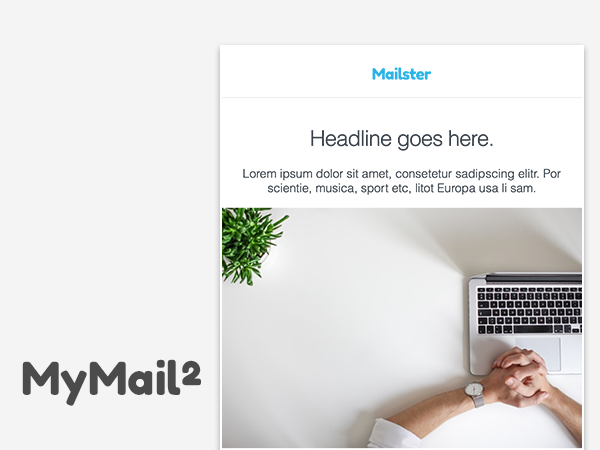 Mailster
Headline goes here.
Lorem ipsum dolor sit amet, consetetur sadipscing elitr. Por
scientie, musica, sport etc, litot Europa usa li sam.
MyMail²